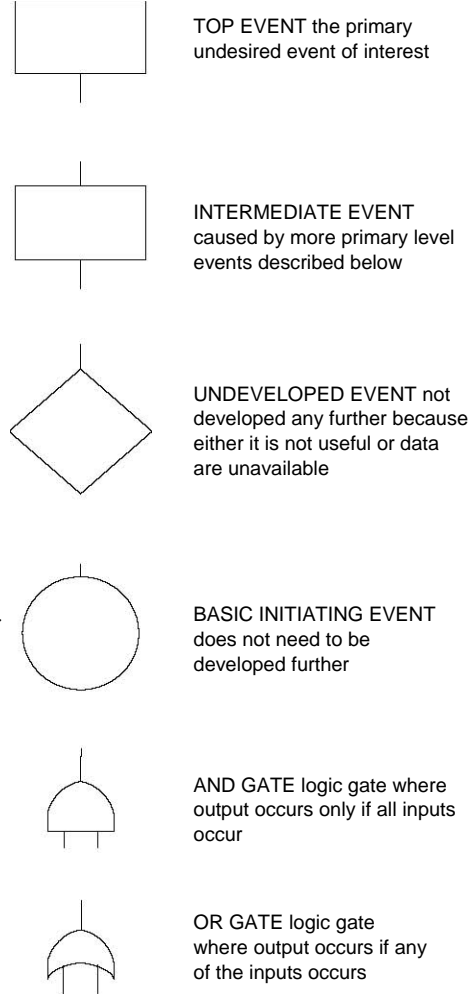 TOP EVENT the primary
undesired event of interest
INTERMEDIATE EVENT
caused by more primary level
events described below
UNDEVELOPED EVENT not
developed any further because
either it is not useful or data
are unavailable
BASIC INITIATING EVENT
does not need to be
developed further
AND GATE logic gate where
output occurs only if all inputs
occur
OR GATE logic gate
where output occurs if any
of the inputs occurs